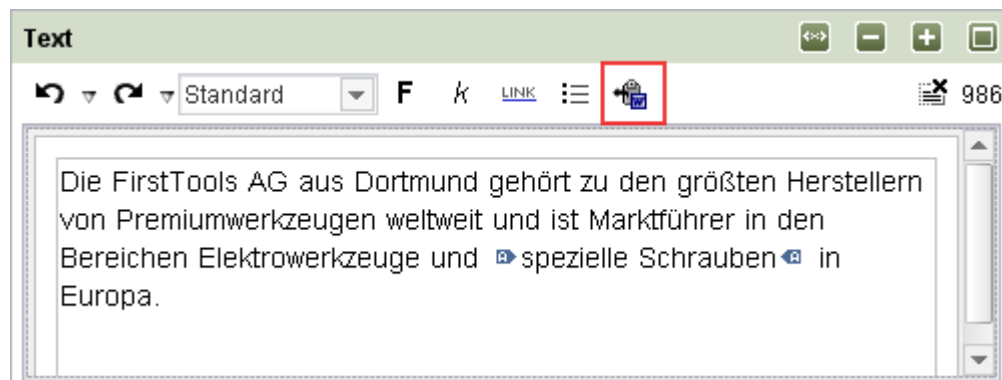 Text
Standard F k LINK 986
Die FirstTools AG aus Dortmund gehört zu den größten Herstellern
von Premiumwerkzeugen weltweit und ist Marktführer in den
Bereichen Elektrowerkzeuge und spezielle Schrauben in
Europa.